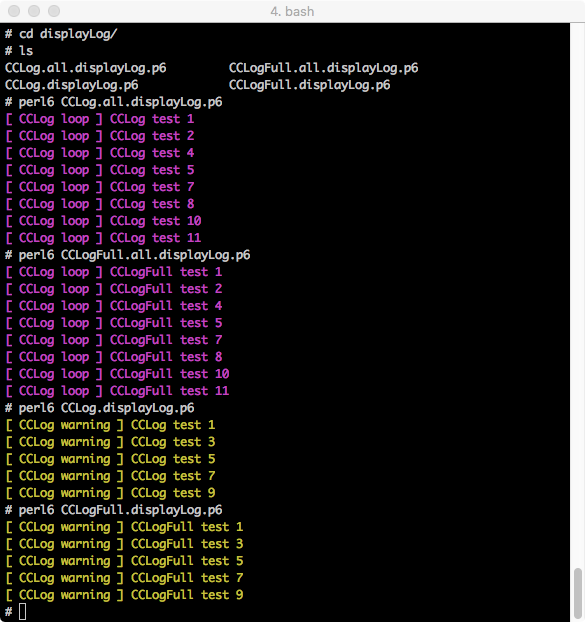 4. bash
# cd displayLog/
# ls
CCLog.all.displayLog.p6 CCLogFull.all.displayLog.p6
CCLog.displayLog.p6 CCLogFull.displayLog.p6
# perl6 CCLog.all.displayLog.p6
[ CCLog loop ] CCLog test 1
[ CCLog loop ] CCLog test 2
[ CCLog loop ] CCLog test 4
[ CCLog loop ] CCLog test 5
[ CCLog loop ] CCLog test 7
[ CCLog loop ] CCLog test 8
[ CCLog loop ] CCLog test 10
[ CCLog loop ] CCLog test 11
# perl6 CCLogFull.all.displayLog.p6
[ CCLog loop ] CCLogFull test 1
[ CCLog loop ] CCLogFull test 2
[ CCLog loop ] CCLogFull test 4
[ CCLog loop ] CCLogFull test 5
[ CCLog loop ] CCLogFull test 7
[ CCLog loop ] CCLogFull test 8
[ CCLog loop ] CCLogFull test 10
[ CCLog loop ] CCLogFull test 11
# perl6 CCLog.displayLog.p6
[ CCLog warning ] CCLog test 1
[ CCLog warning ] CCLog test 3
[ CCLog warning ] CCLog test 5
[ CCLog warning ] CCLog test 7
[ CCLog warning ] CCLog test 9
# perl6 CCLogFull.displayLog.p6
[ CCLog warning ] CCLogFull test 1
[ CCLog warning ] CCLogFull test 3
[ CCLog warning ] CCLogFull test 5
[ CCLog warning ] CCLogFull test 7
[ CCLog warning ] CCLogFull test 9
#